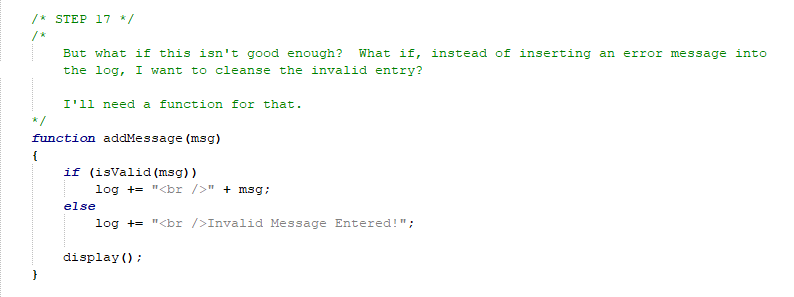 /* STEP 17 */
/*
    But what if this isn't good enough?  What if, instead of inserting an error message into
    the log, I want to cleanse the invalid entry?

    I'll need a function for that.
*/
function addMessage(msg)
{
    if (isValid(msg))
        log += "<br />" + msg;
    else
        log += "<br />Invalid Message Entered!";

    display();
}